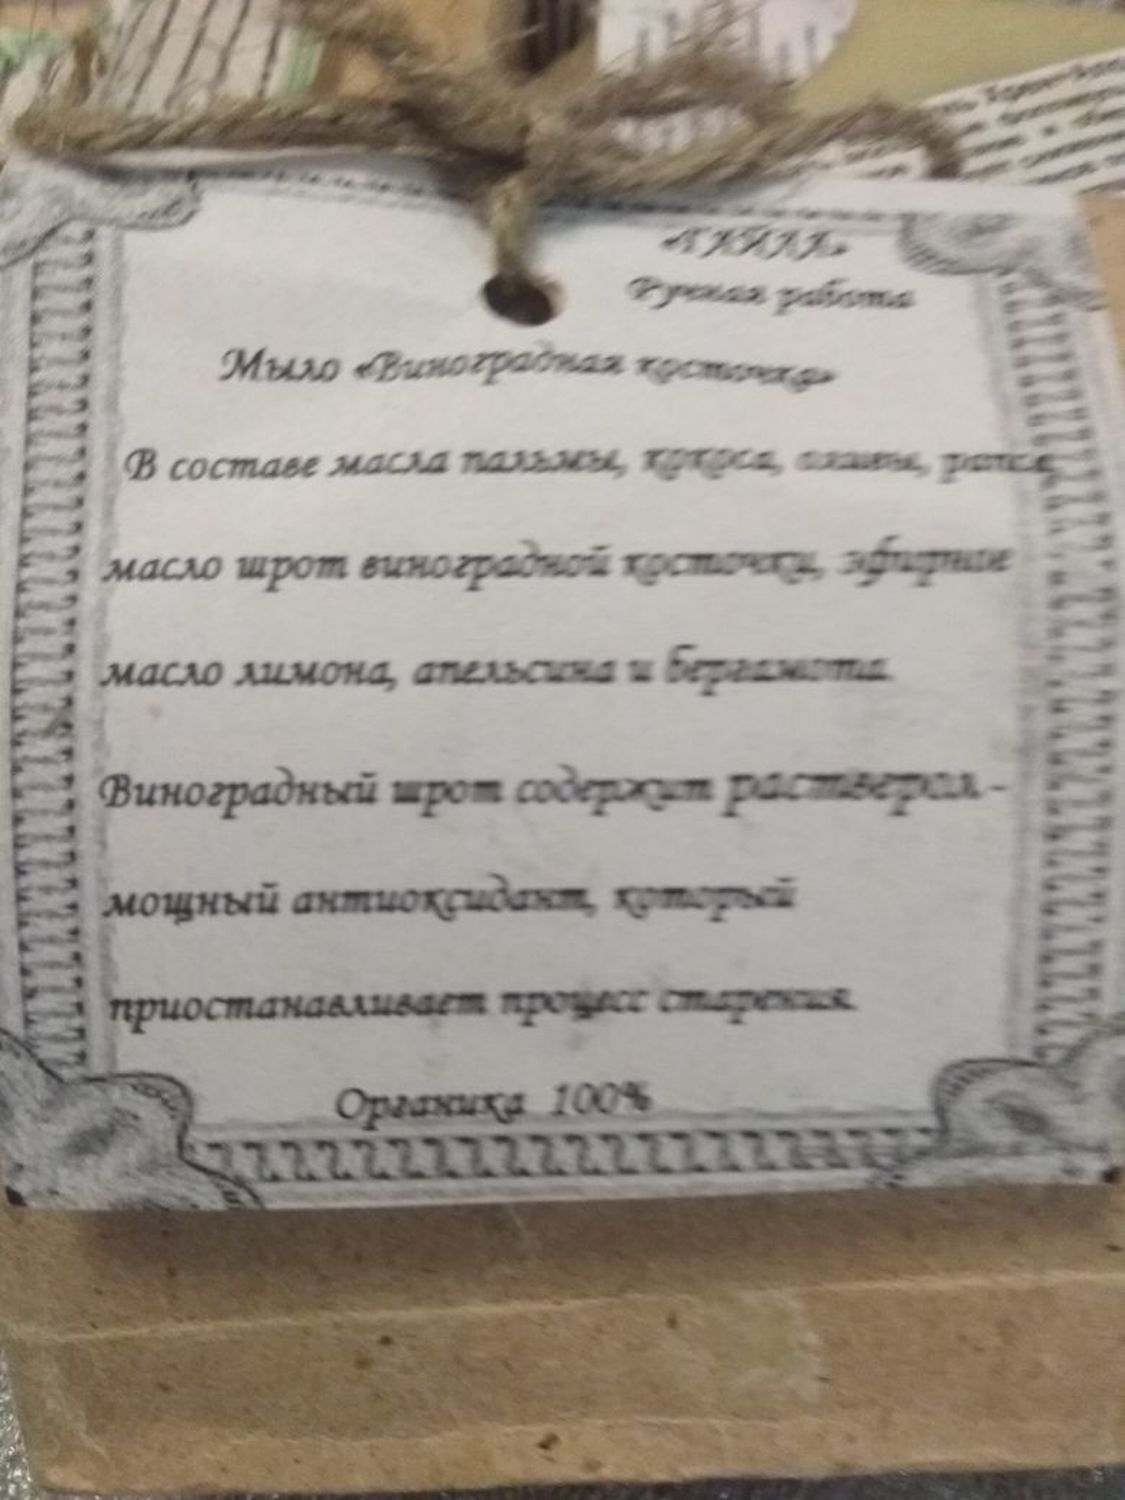 Ручная работа
Мыло «Виноградная косточка»
В составе масла пальмы, кокоса, оливы, рапса,
масло шрот виноградной косточки, эфирное
масло лимона, апельсина и бергамота.
Виноградный шрот содержит растверол -
мощный антиоксидант, который
приостанавливает процесс старения.
Органика 100%